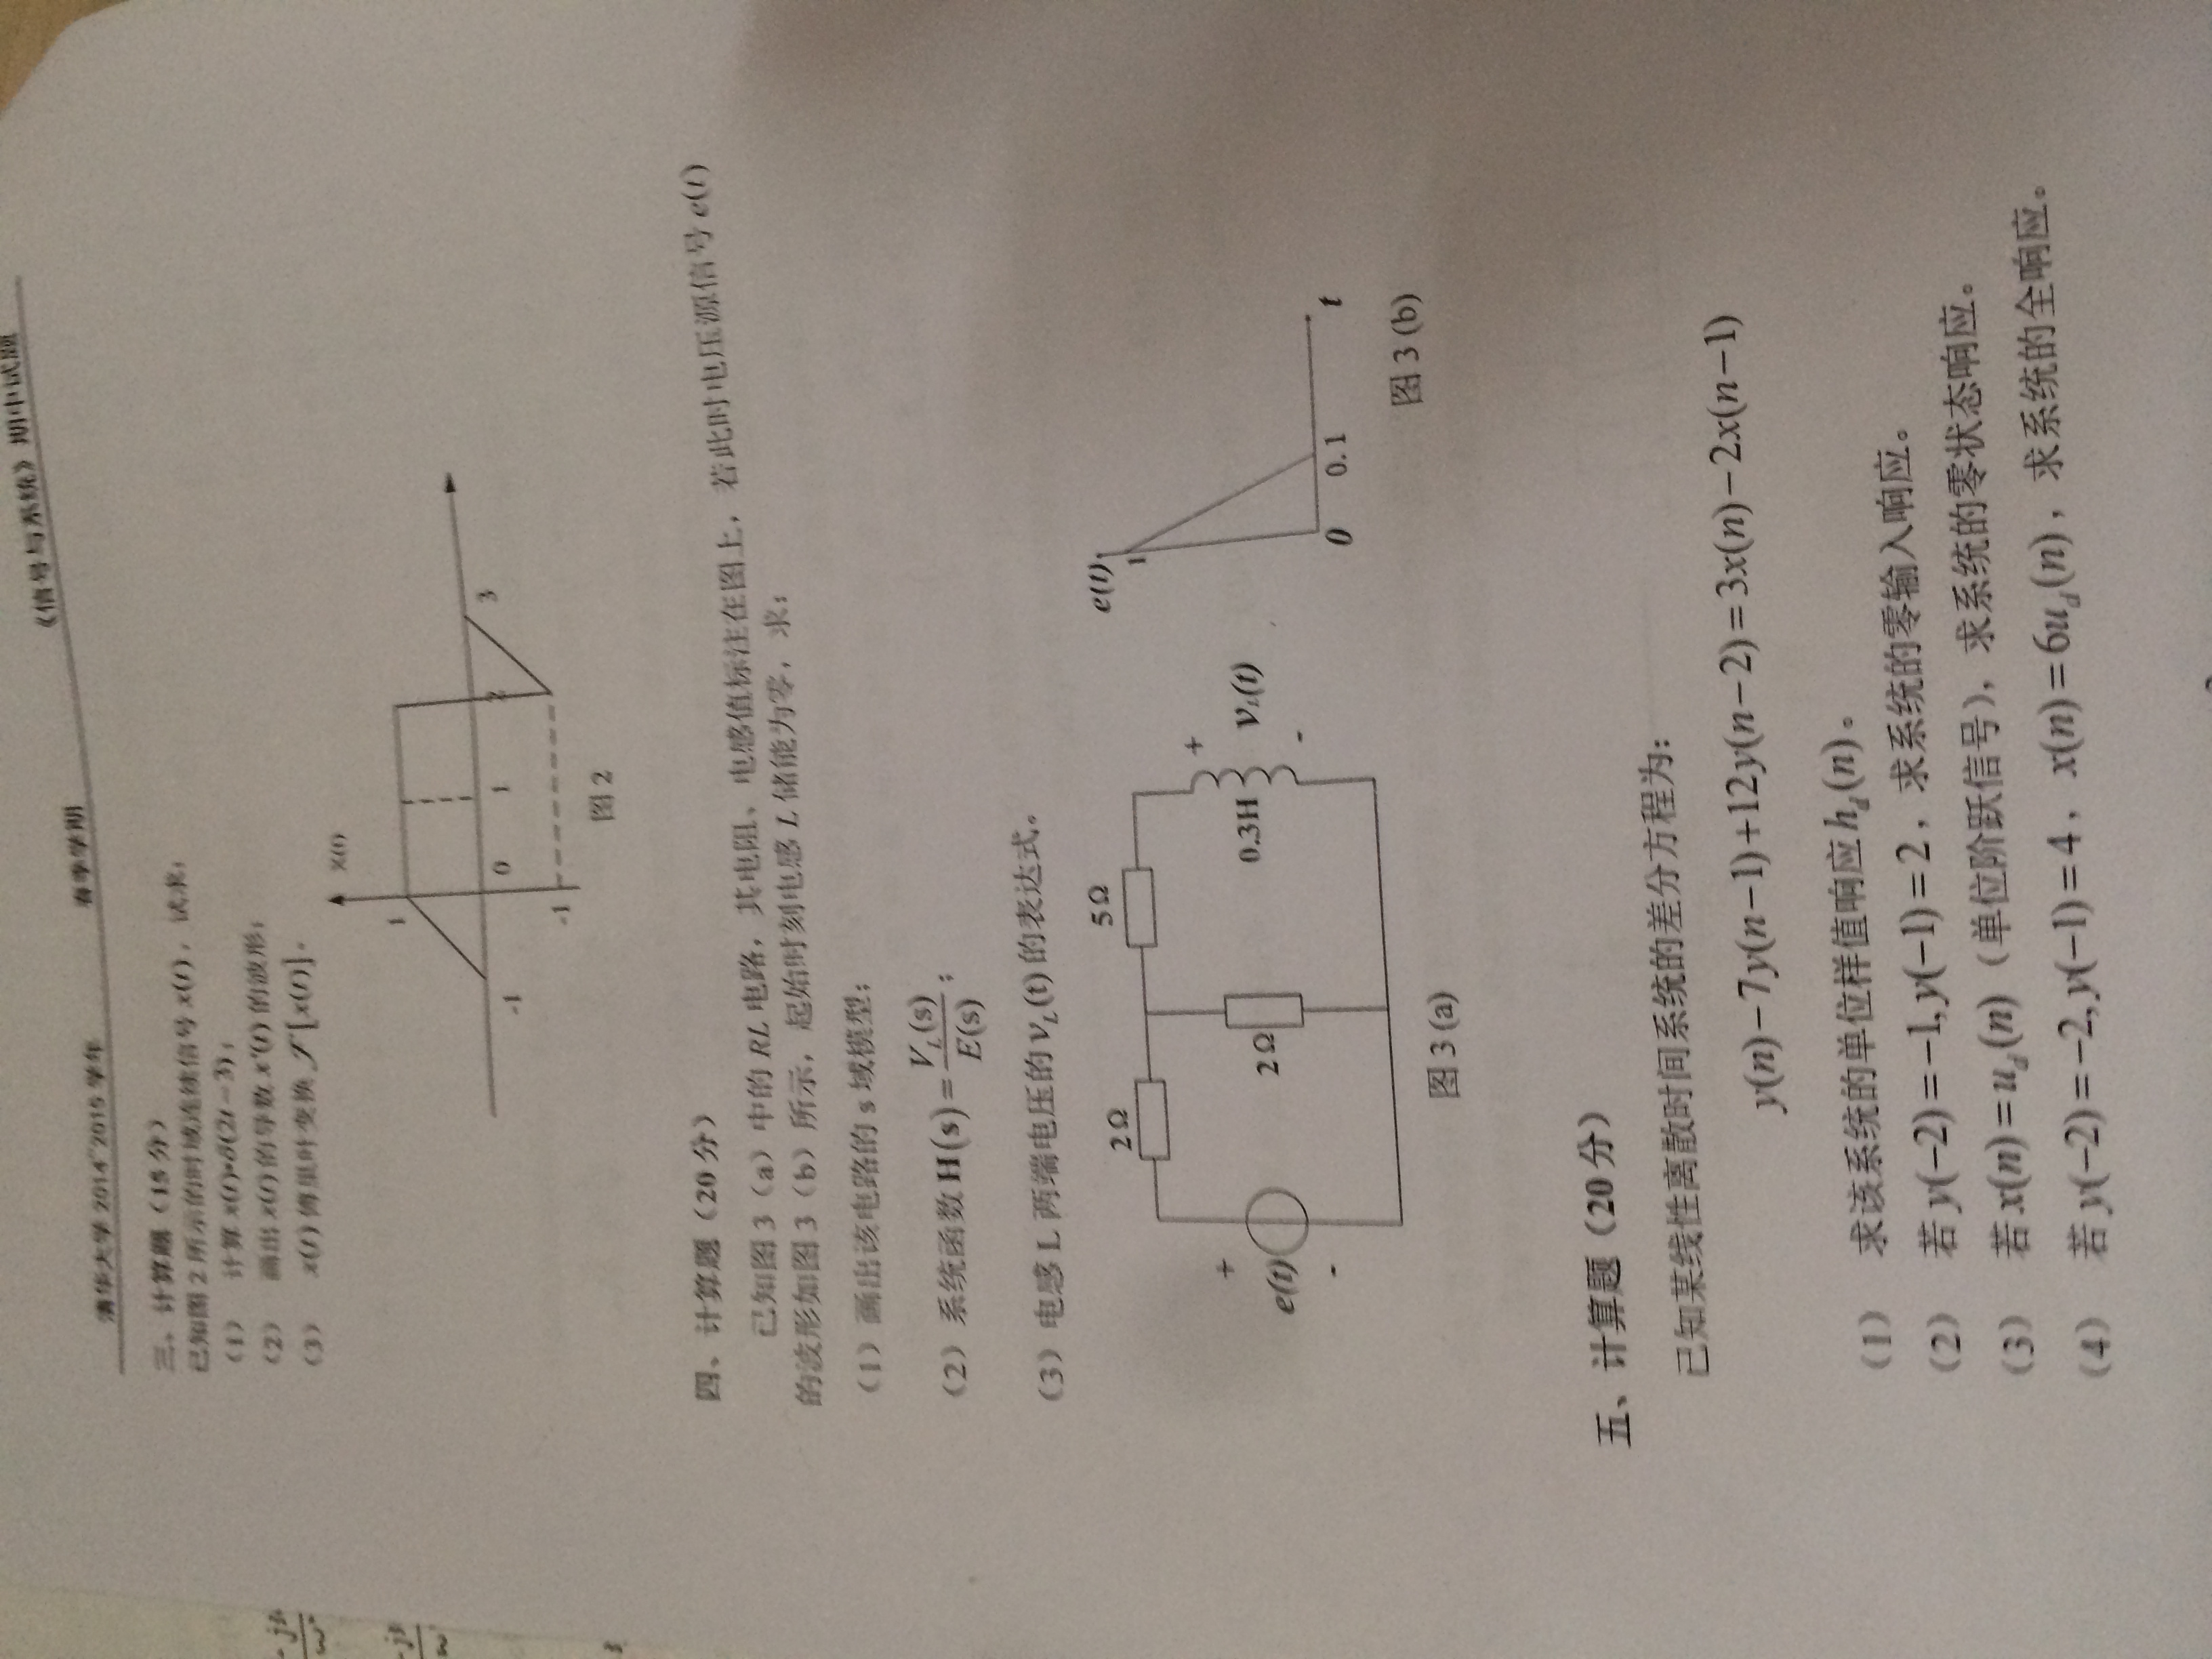 清华大学 2014~2015 学年 春季学期 《信号与系统》期中试题
三、计算题（15 分）
已知图 2 所示的时域连续信号 x(t)，试求：
（1） 计算 x(t)*δ(2t−3)；
（2） 画出 x(t) 的导数 x'(t) 的波形；
（3） x(t) 傅里叶变换 ℱ[x(t)]。
X(t)
1
-1 0 1 2 3
-1
图 2
四、计算题（20 分）
已知图 3（a）中的 RL 电路，其电阻、电感值标注在图上，若此时电压源信号 e(t)
的波形如图 3（b）所示，起始时刻电感 L 储能为零，求：
（1）画出该电路的 s 域模型；
（2）系统函数 H(s)=V_L(s)/E(s)；
（3）电感 L 两端电压的 v_L(t) 的表达式。
2Ω 5Ω
+
e(t)
-
2Ω
0.3H
+
V_L(t)
-
图 3 (a)
e(t)
1
0 0.1 t
图 3 (b)
五、计算题（20 分）
已知某线性离散时间系统的差分方程为：
y(n)−7y(n−1)+12y(n−2)=3x(n)−2x(n−1)
（1） 求该系统的单位样值响应 h_d(n)。
（2） 若 y(−2)=−1, y(−1)=2，求系统的零输入响应。
（3） 若 x(n)=u_d(n)（单位阶跃信号），求系统的零状态响应。
（4） 若 y(−2)=−2, y(−1)=4，x(n)=6u_d(n)，求系统的全响应。